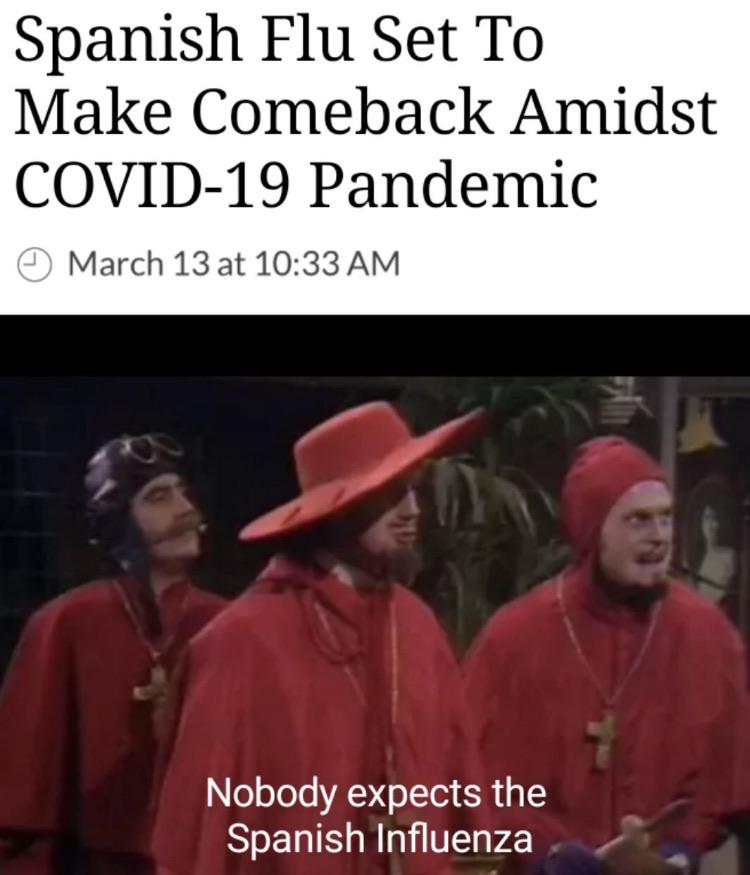 Spanish Flu Set To
Make Comeback Amidst
COVID-19 Pandemic
March 13 at 10:33 AM
Nobody expects the
Spanish Influenza